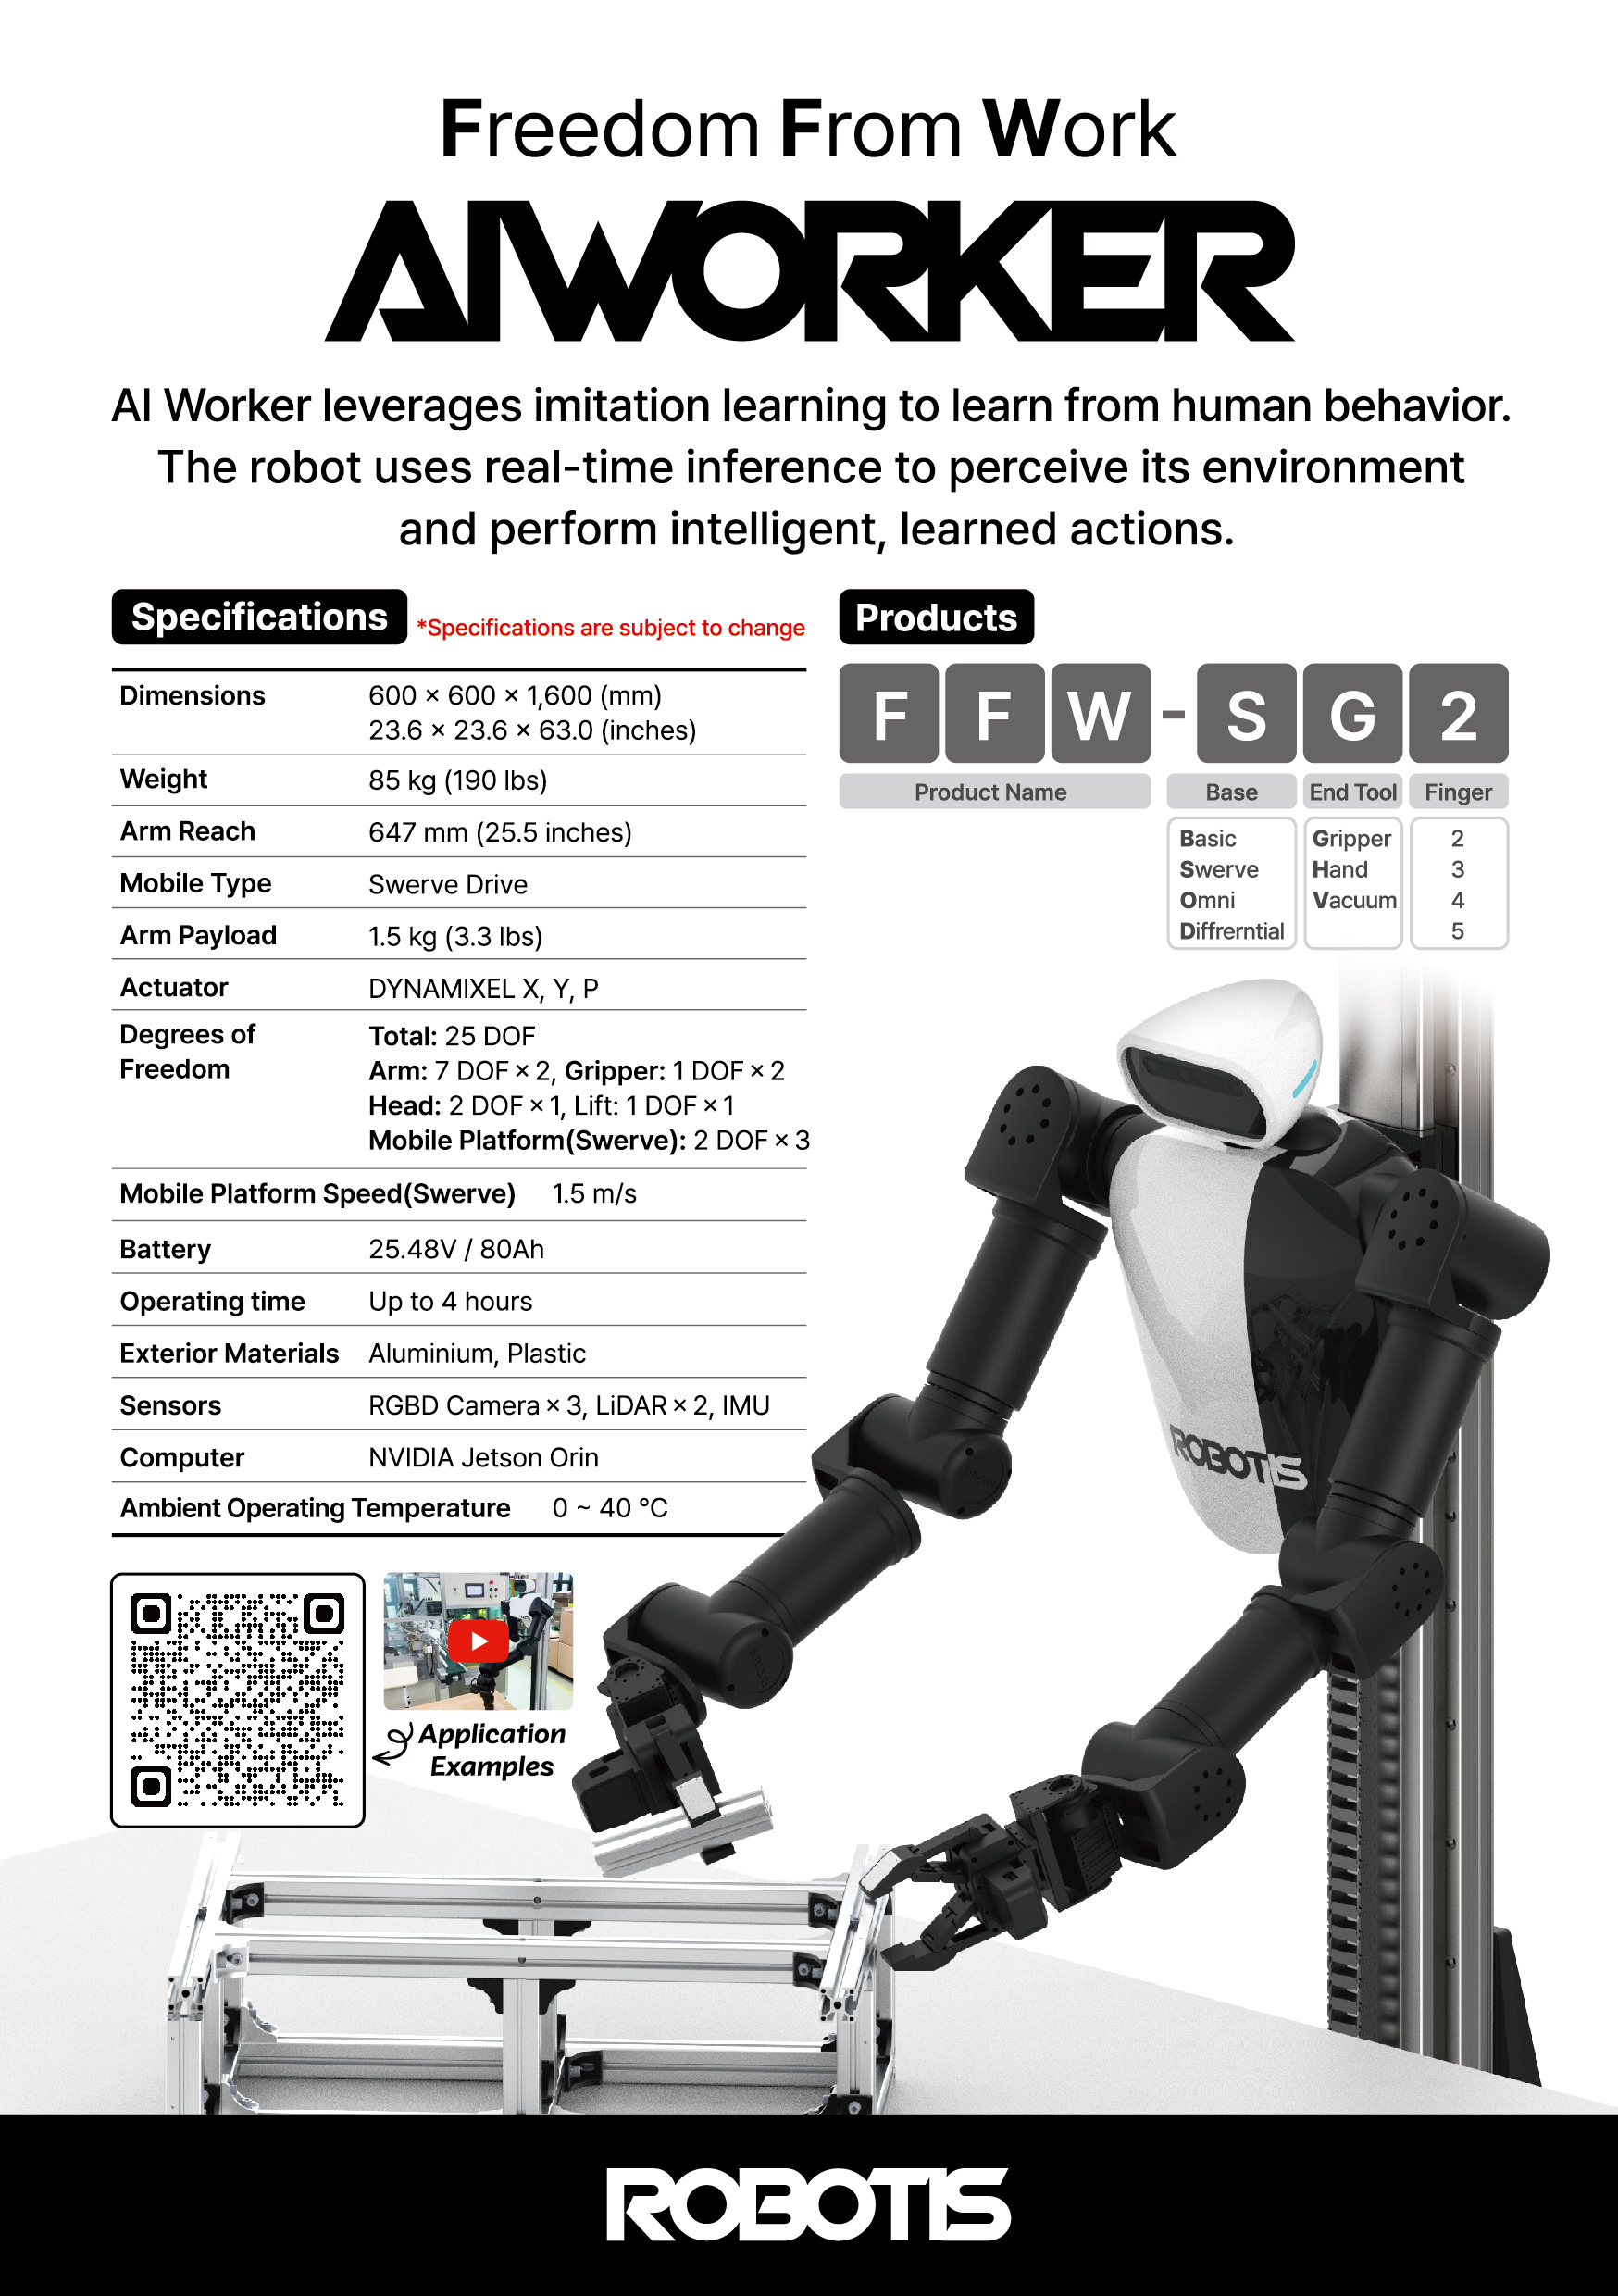 Freedom From Work
AIWORKER
AI Worker leverages imitation learning to learn from human behavior.
The robot uses real-time inference to perceive its environment
and perform intelligent, learned actions.
Specifications *Specifications are subject to change
Dimensions 600 × 600 × 1,600 (mm)
23.6 × 23.6 × 63.0 (inches)
Weight 85 kg (190 lbs)
Arm Reach 647 mm (25.5 inches)
Mobile Type Swerve Drive
Arm Payload 1.5 kg (3.3 lbs)
Actuator DYNAMIXEL X, Y, P
Degrees of Freedom
Total: 25 DOF
Arm: 7 DOF × 2, Gripper: 1 DOF × 2
Head: 2 DOF × 1, Lift: 1 DOF × 1
Mobile Platform(Swerve): 2 DOF × 3
Mobile Platform Speed(Swerve) 1.5 m/s
Battery 25.48V / 80Ah
Operating time Up to 4 hours
Exterior Materials Aluminium, Plastic
Sensors RGBD Camera × 3, LiDAR × 2, IMU
Computer NVIDIA Jetson Orin
Ambient Operating Temperature 0 ~ 40 °C
Products
F F W - S G 2
Product Name Base End Tool Finger
Basic Gripper 2
Swerve Hand 3
Omni Vacuum 4
Diffrerntial 5
ROBOTIS
Application
Examples
ROBOTIS